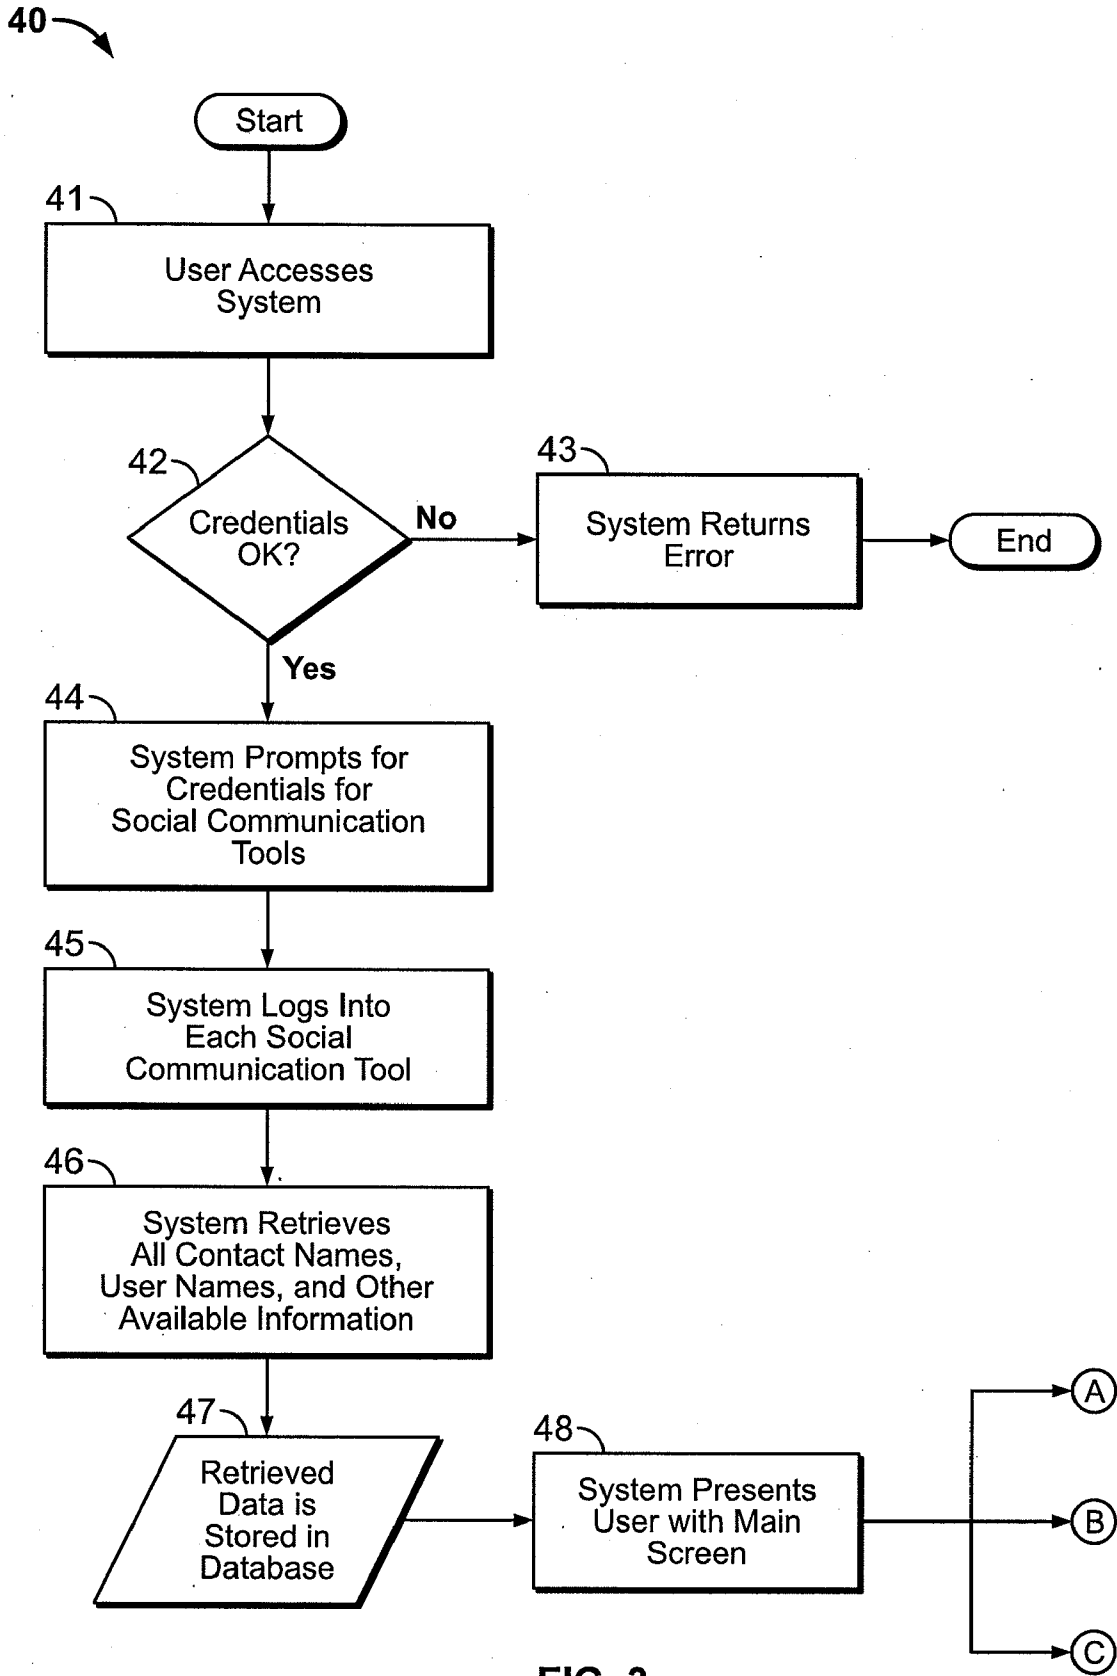 40
Start
41
User Accesses
System
42
Credentials
OK?
No
43
System Returns
Error
End
Yes
44
System Prompts for
Credentials for
Social Communication
Tools
45
System Logs Into
Each Social
Communication Tool
46
System Retrieves
All Contact Names,
User Names, and Other
Available Information
47
Retrieved
Data is
Stored in
Database
48
System Presents
User with Main
Screen
A
B
C
FIG.